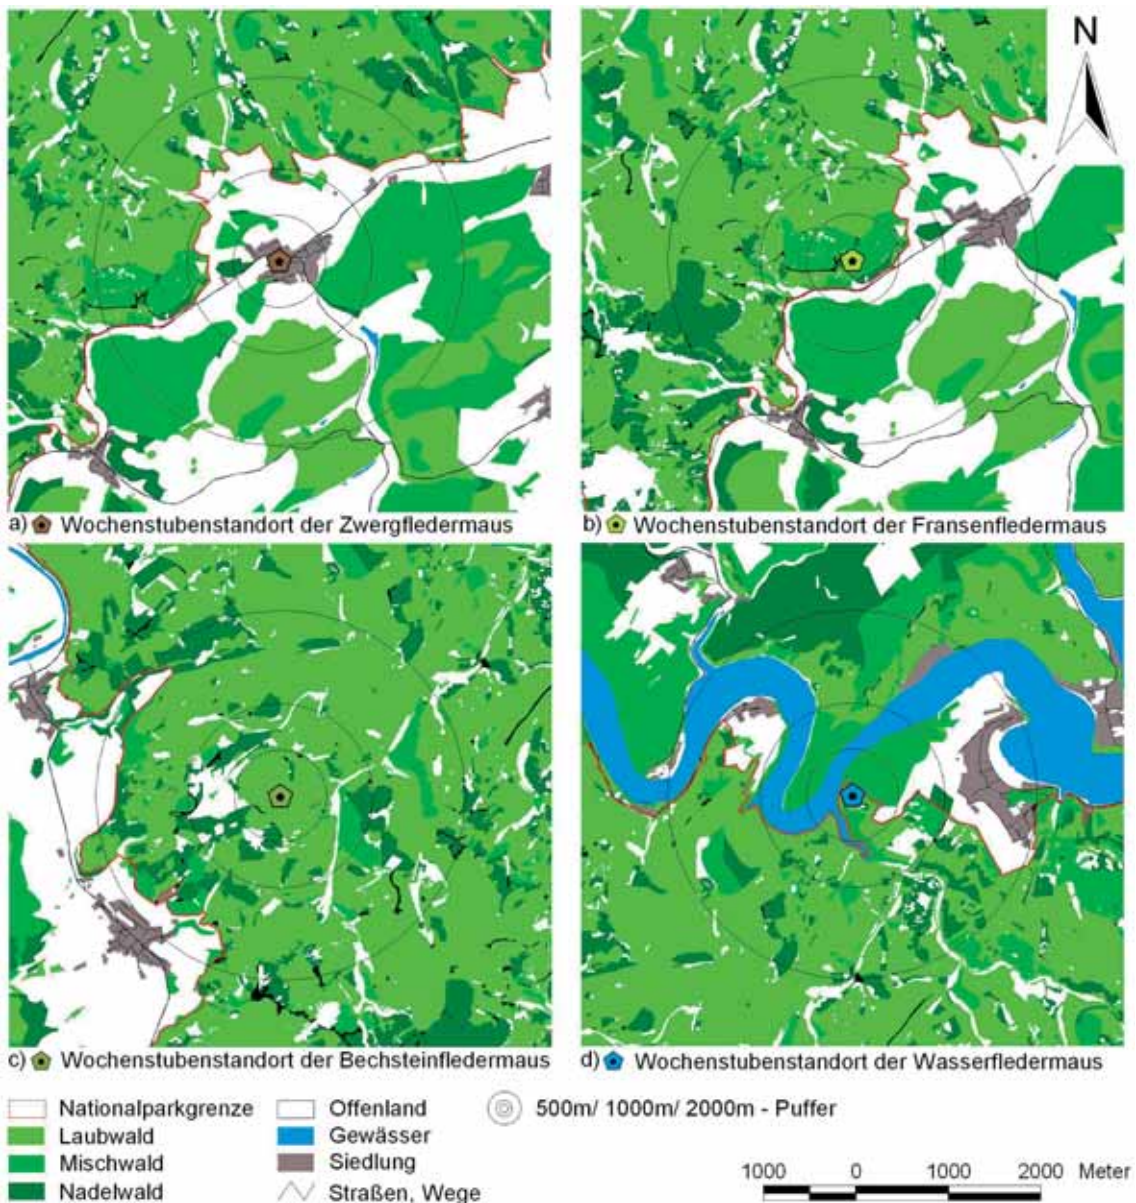 N
a) Wochenstubenstandort der Zwergfledermaus
b) Wochenstubenstandort der Fransenfledermaus
c) Wochenstubenstandort der Bechsteinfledermaus
d) Wochenstubenstandort der Wasserfledermaus
Nationalparkgrenze
Laubwald
Mischwald
Nadelwald
Offenland
Gewässer
Siedlung
Straßen, Wege
500m/ 1000m/ 2000m - Puffer
1000 0 1000 2000 Meter